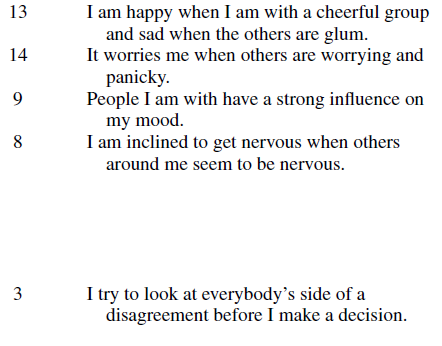 13 I am happy when I am with a cheerful group
and sad when the others are glum.
14 It worries me when others are worrying and
panicky.
9 People I am with have a strong influence on
my mood.
8 I am inclined to get nervous when others
around me seem to be nervous.
3 I try to look at everybody’s side of a
disagreement before I make a decision.